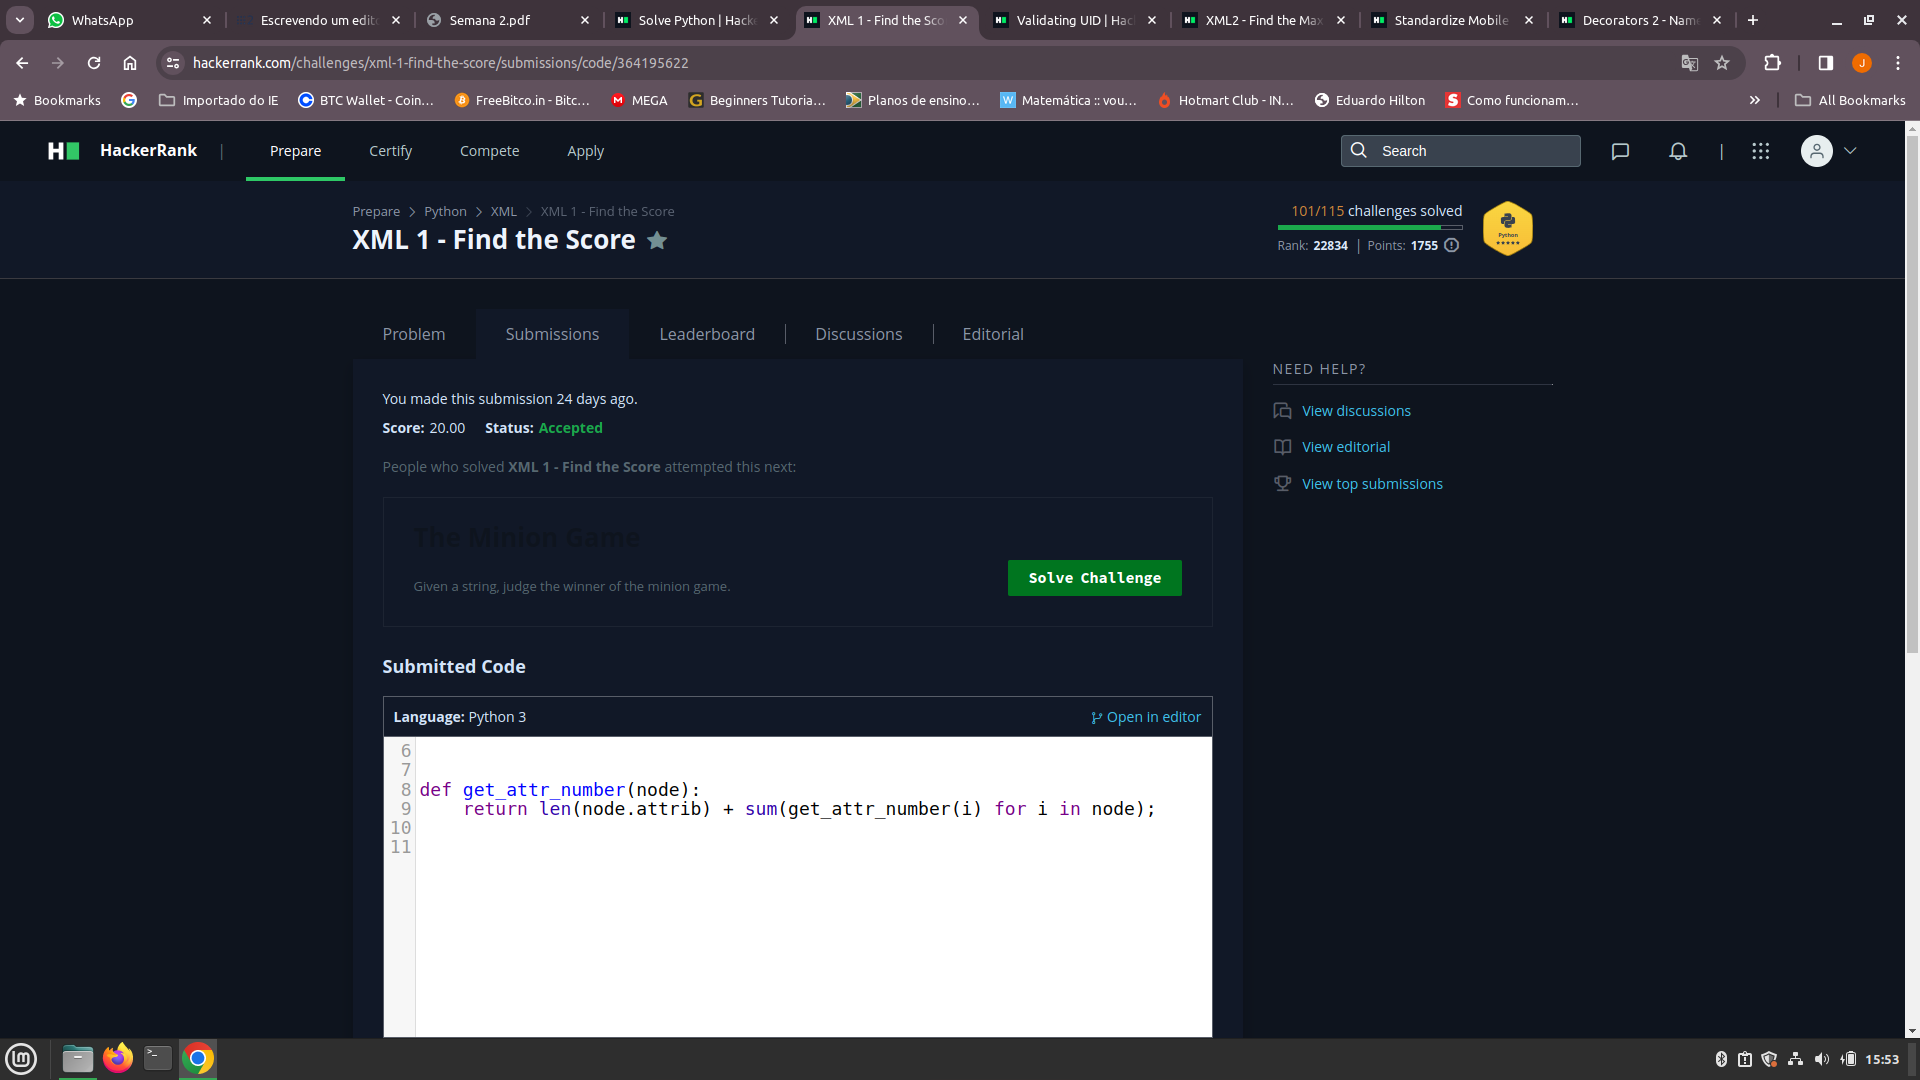 WhatsApp
Escrevendo um edit
Semana 2.pdf
Solve Python | Hack
XML 1 - Find the Sco
Validating UID | Hac
XML2 - Find the Max
Standardize Mobile
Decorators 2 - Nam
hackerrank.com/challenges/xml-1-find-the-score/submissions/code/364195622
J
Bookmarks
Importado do IE
BTC Wallet - Coin...
FreeBitco.in - Bitc...
MEGA
Beginners Tutoria...
Planos de ensino...
Matemática :: vou...
Hotmart Club - IN...
Eduardo Hilton
Como funcionam...
All Bookmarks
HackerRank
Prepare
Certify
Compete
Apply
Search
Prepare > Python > XML > XML 1 - Find the Score
XML 1 - Find the Score
101/115 challenges solved
Rank: 22834 | Points: 1755
Python
Problem
Submissions
Leaderboard
Discussions
Editorial
You made this submission 24 days ago.
Score: 20.00 Status: Accepted
People who solved XML 1 - Find the Score attempted this next:
The Minion Game
Given a string, judge the winner of the minion game.
Solve Challenge
NEED HELP?
View discussions
View editorial
View top submissions
Submitted Code
Language: Python 3
Open in editor
6
7
8 def get_attr_number(node):
9     return len(node.attrib) + sum(get_attr_number(i) for i in node);
10
11
15:53